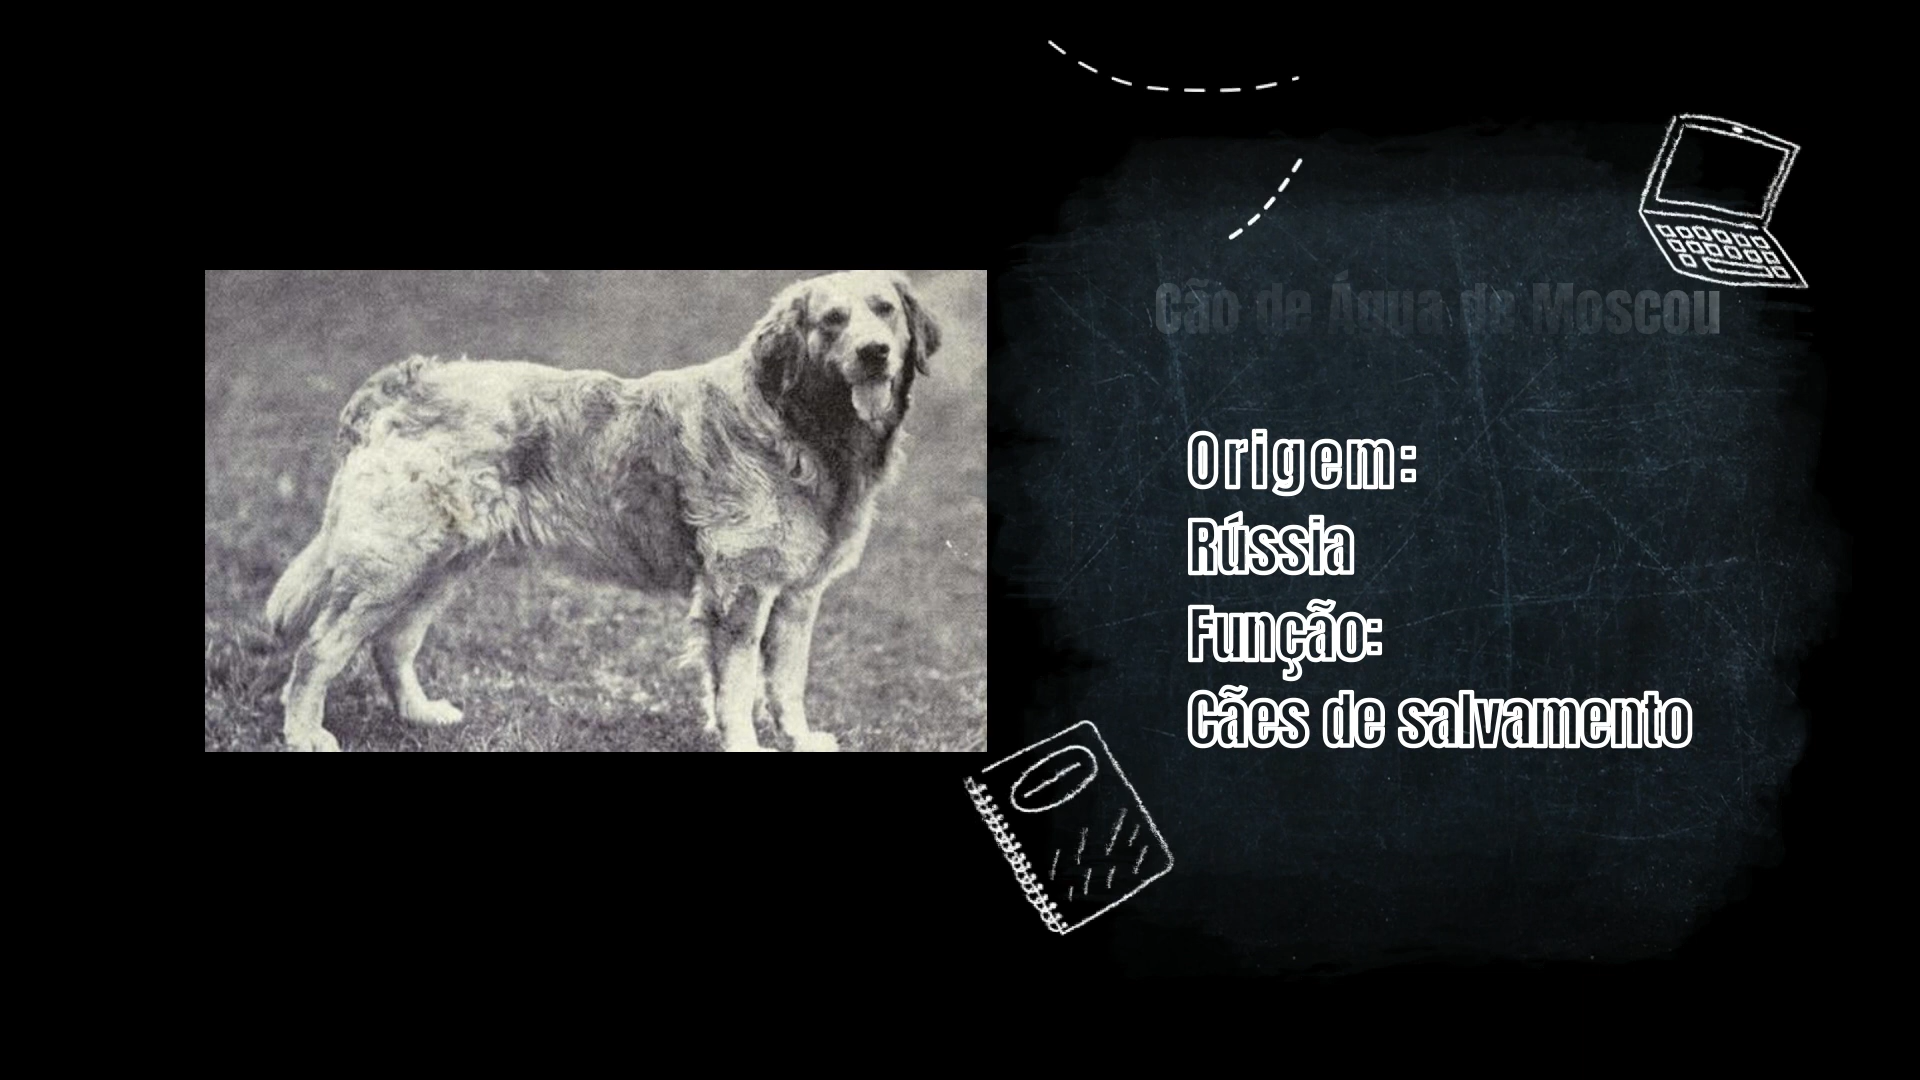 Cão de Água de Moscou
Origem:
Rússia
Função:
Cães de salvamento